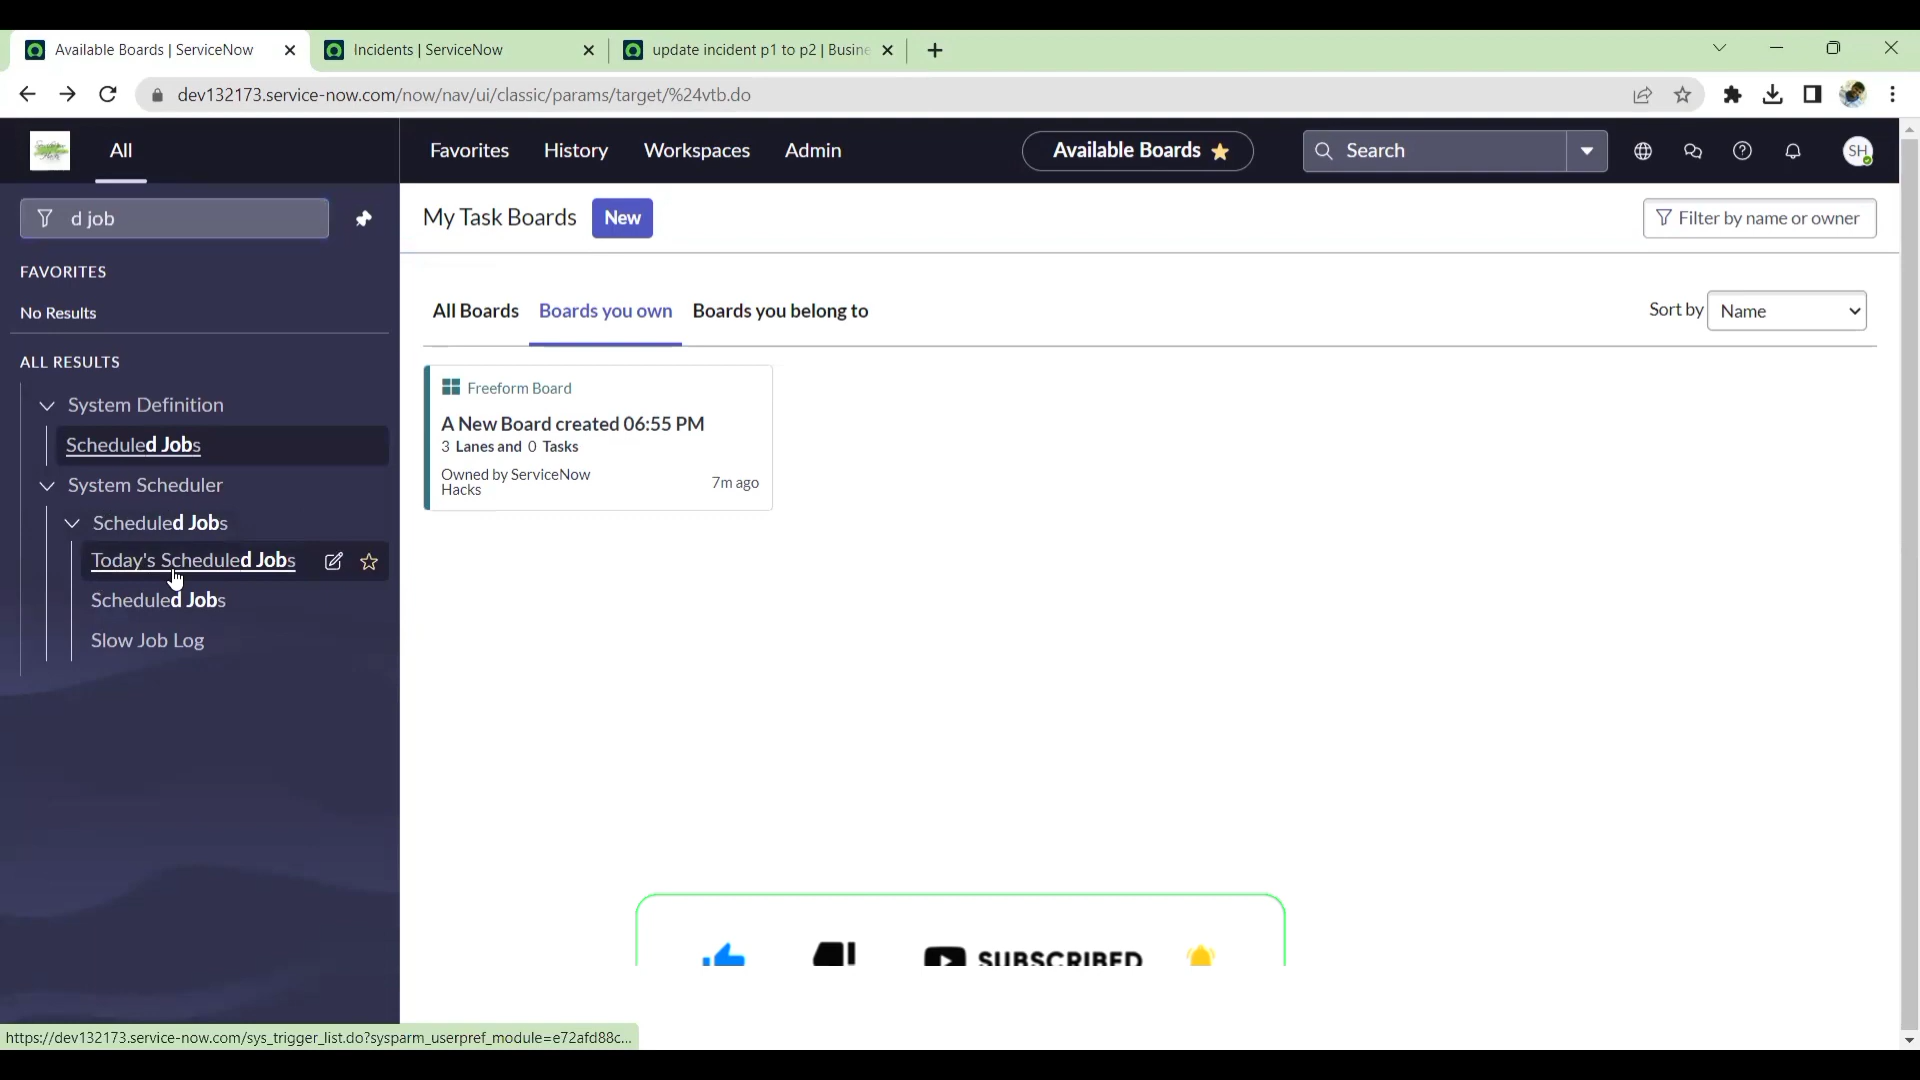 Available Boards | ServiceNow
Incidents | ServiceNow
update incident p1 to p2 | Busine
dev132173.service-now.com/now/nav/ui/classic/params/target/%24vtb.do
All
Favorites
History
Workspaces
Admin
Available Boards
Search
SH
d job
My Task Boards
New
Filter by name or owner
FAVORITES
No Results
All Boards
Boards you own
Boards you belong to
Sort by
Name
ALL RESULTS
System Definition
Scheduled Jobs
System Scheduler
Scheduled Jobs
Today's Scheduled Jobs
Scheduled Jobs
Slow Job Log
Freeform Board
A New Board created 06:55 PM
3 Lanes and 0 Tasks
Owned by ServiceNow
Hacks
7m ago
SUBSCRIBED
https://dev132173.service-now.com/sys_trigger_list.do?sysparm_userpref_module=e72afd88c...